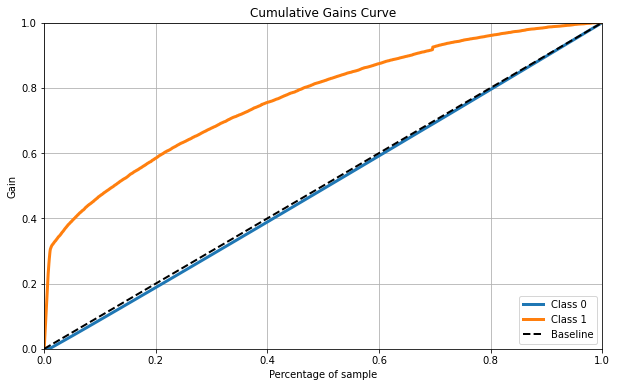 Cumulative Gains Curve
1.0
0.8
0.6
0.4
0.2
0.0
Gain
0.0 0.2 0.4 0.6 0.8 1.0
Percentage of sample
Class 0
Class 1
Baseline